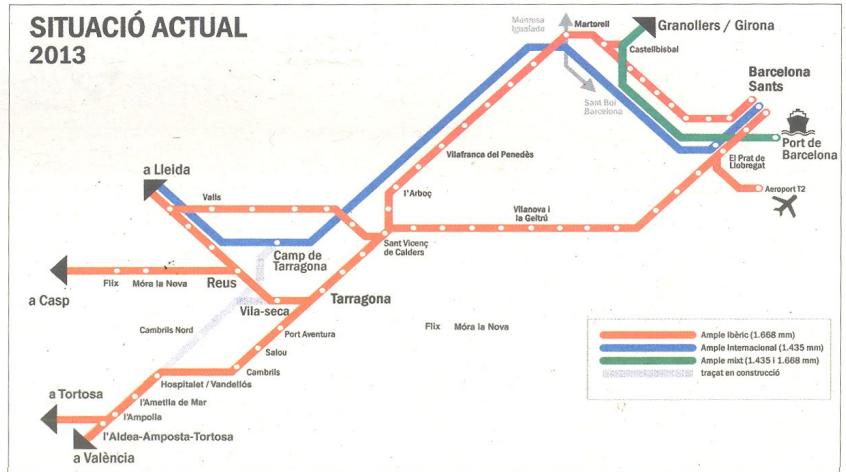 SITUACIÓ ACTUAL
2013
Manresa
Igualada
Martorell
Granollers / Girona
Castellbisbal
Barcelona
Sants
Sant Boi
Barcelona
Port de
Barcelona
El Prat de
Llobregat
Aeroport T2
Vilafranca del Penedès
a Lleida
Valls
l'Arboç
Vilanova i
la Geltrú
Sant Vicenç
de Calders
Camp de
Tarragona
Reus
Flix
Móra la Nova
a Casp
Vila-seca
Tarragona
Cambrils Nord
Port Aventura
Flix
Móra la Nova
Salou
Cambrils
Hospitalet / Vandellós
a Tortosa
l'Ametlla de Mar
l'Ampolla
l'Aldea-Amposta-Tortosa
a València
Ample Ibèric (1.668 mm)
Ample Internacional (1.435 mm)
Ample mixt (1.435 i 1.668 mm)
traçat en construcció